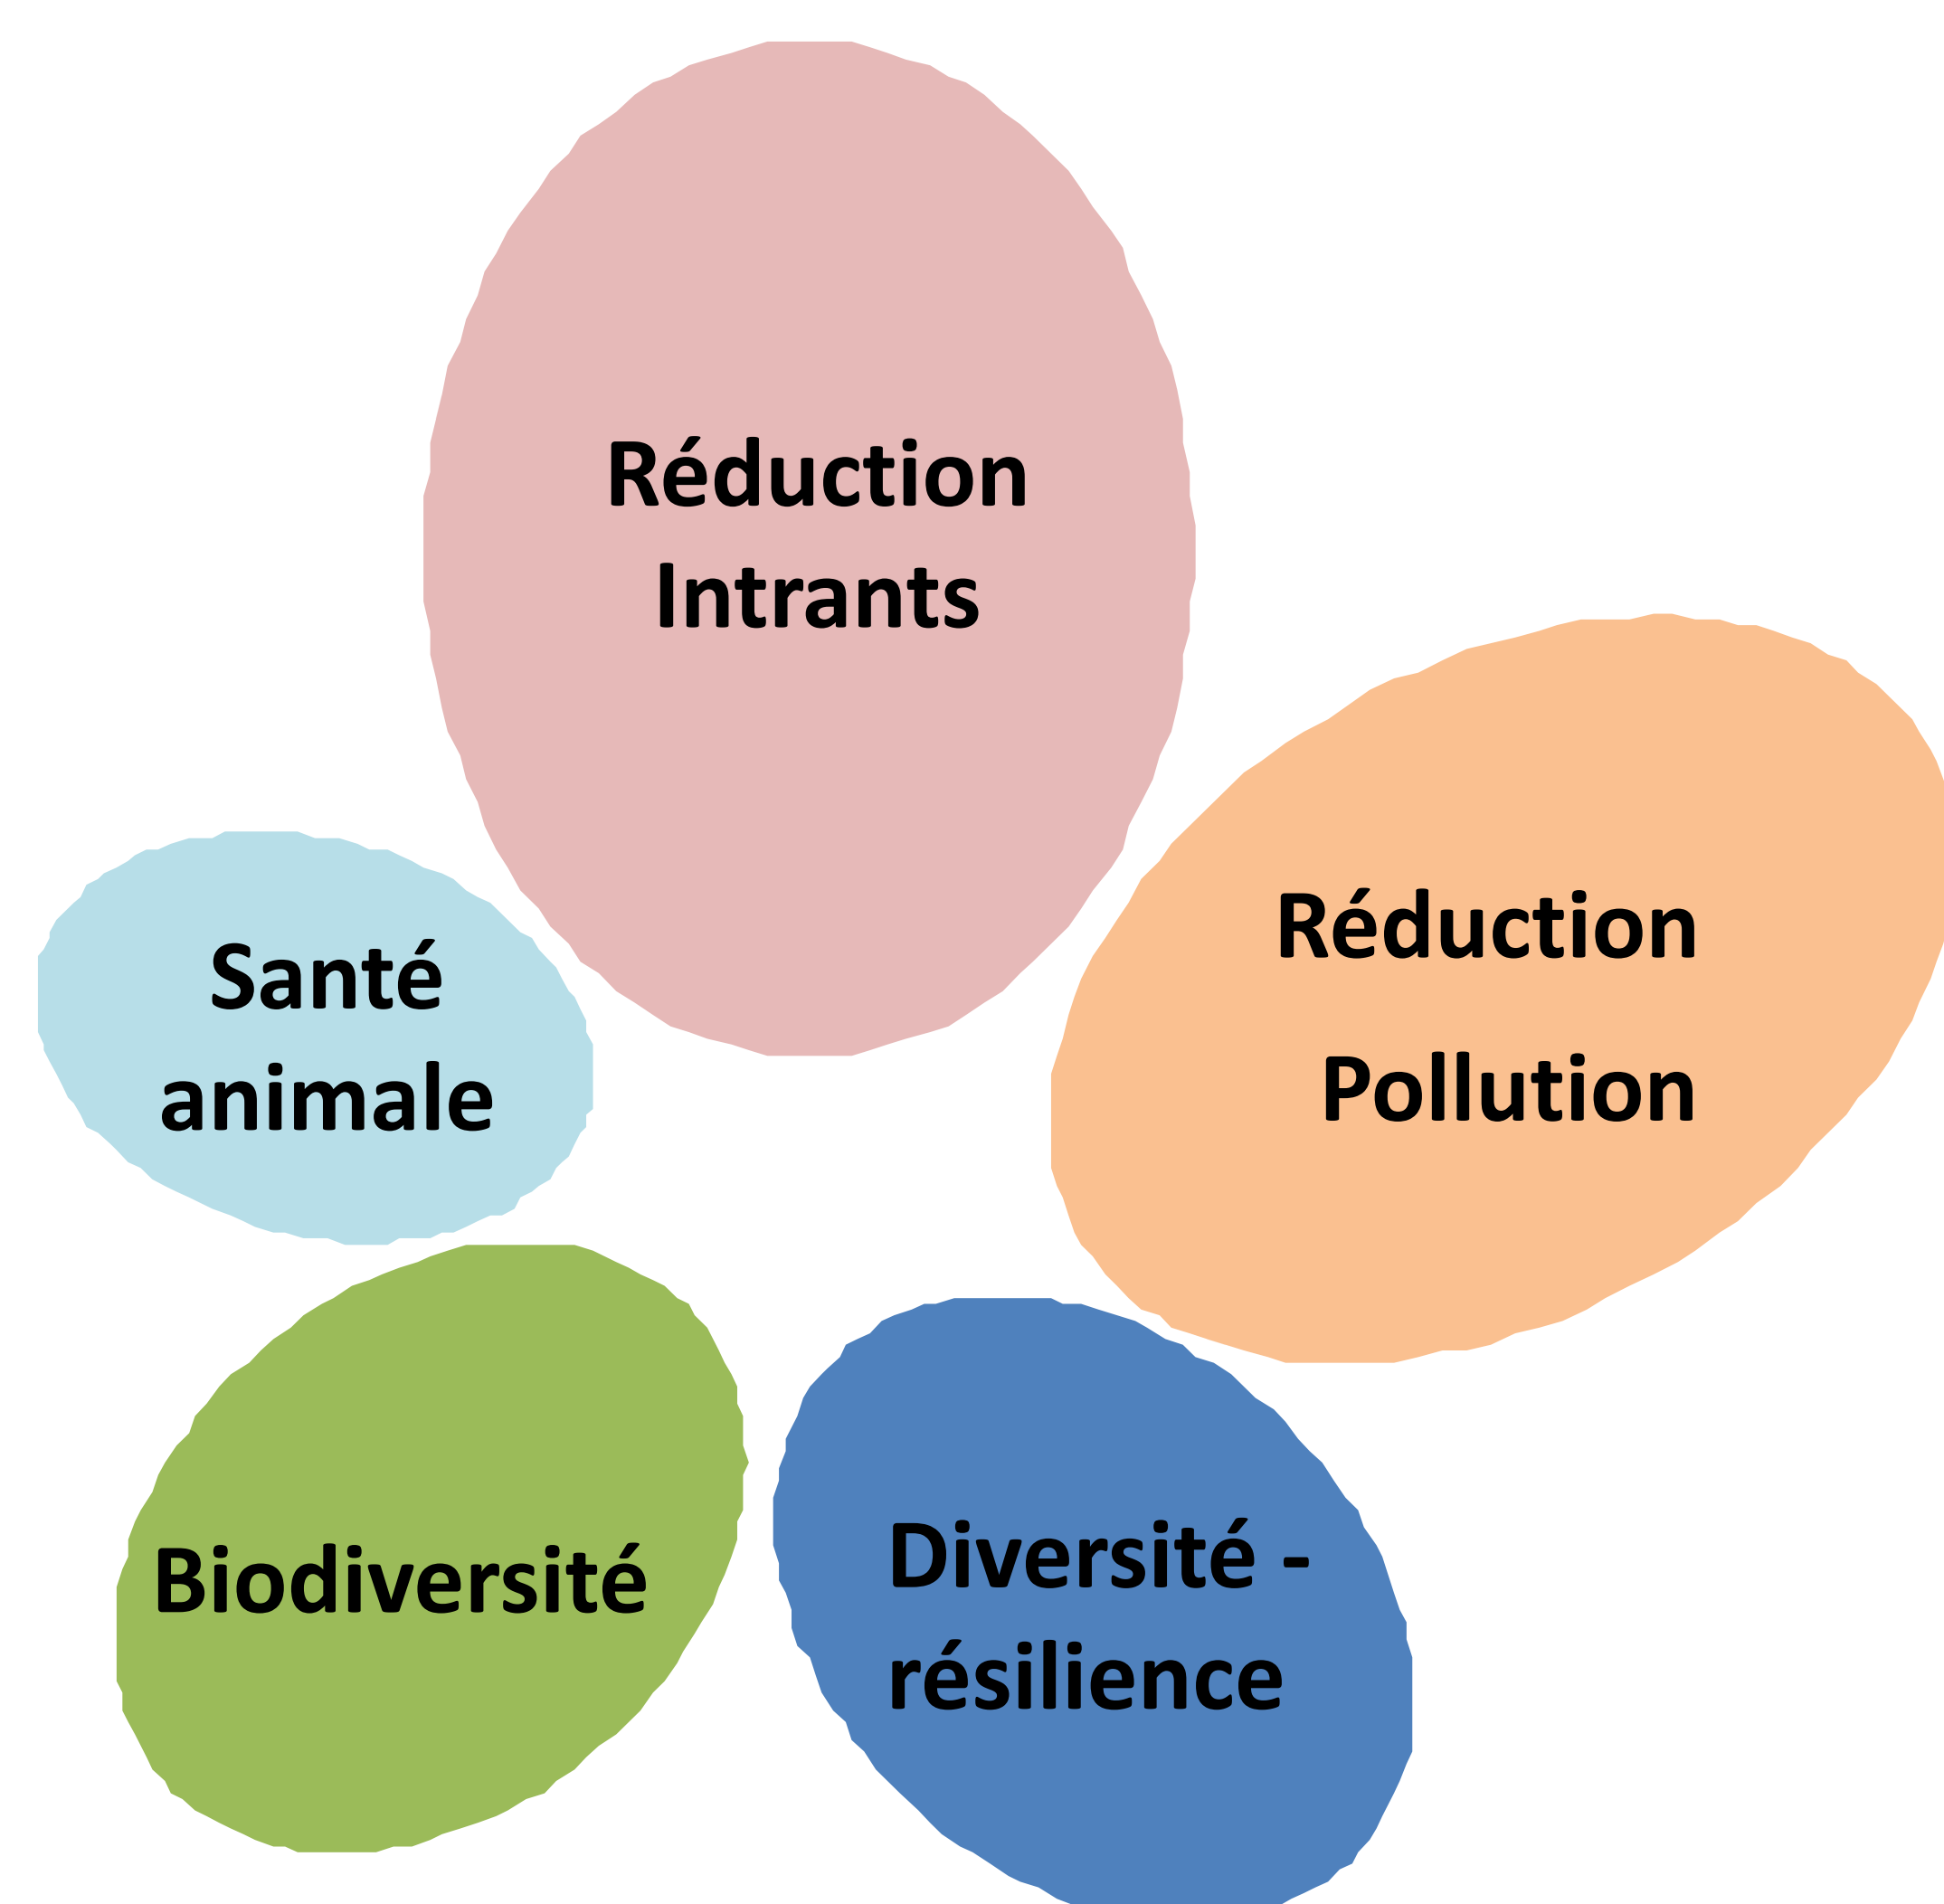 Réduction
Intrants
Réduction
Pollution
Santé
animale
Biodiversité
Diversité -
résilience